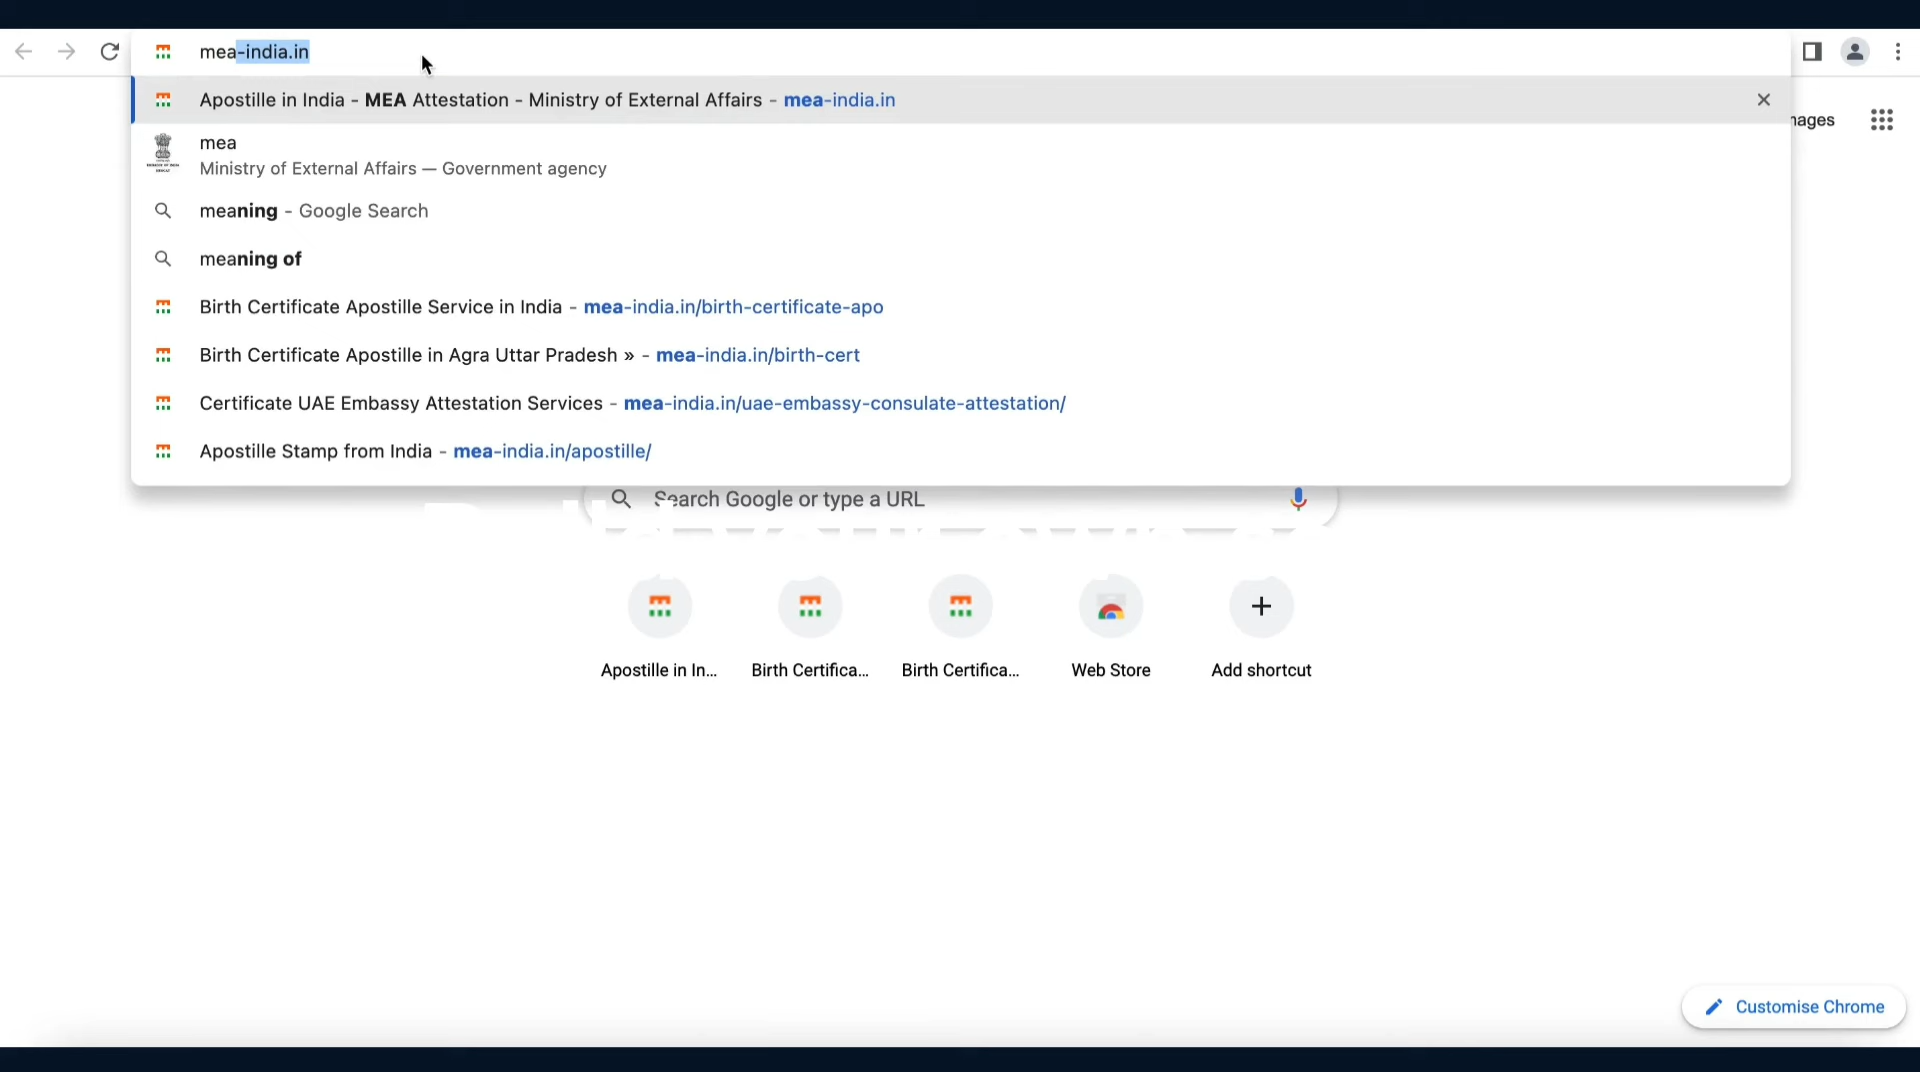 mea-india.in
Apostille in India - MEA Attestation - Ministry of External Affairs - mea-india.in
mea
Ministry of External Affairs — Government agency
meaning - Google Search
meaning of
Birth Certificate Apostille Service in India - mea-india.in/birth-certificate-apo
Birth Certificate Apostille in Agra Uttar Pradesh » - mea-india.in/birth-cert
Certificate UAE Embassy Attestation Services - mea-india.in/uae-embassy-consulate-attestation/
Apostille Stamp from India - mea-india.in/apostille/
Search Google or type a URL
Apostille in In...
Birth Certifica...
Birth Certifica...
Web Store
Add shortcut
Customise Chrome